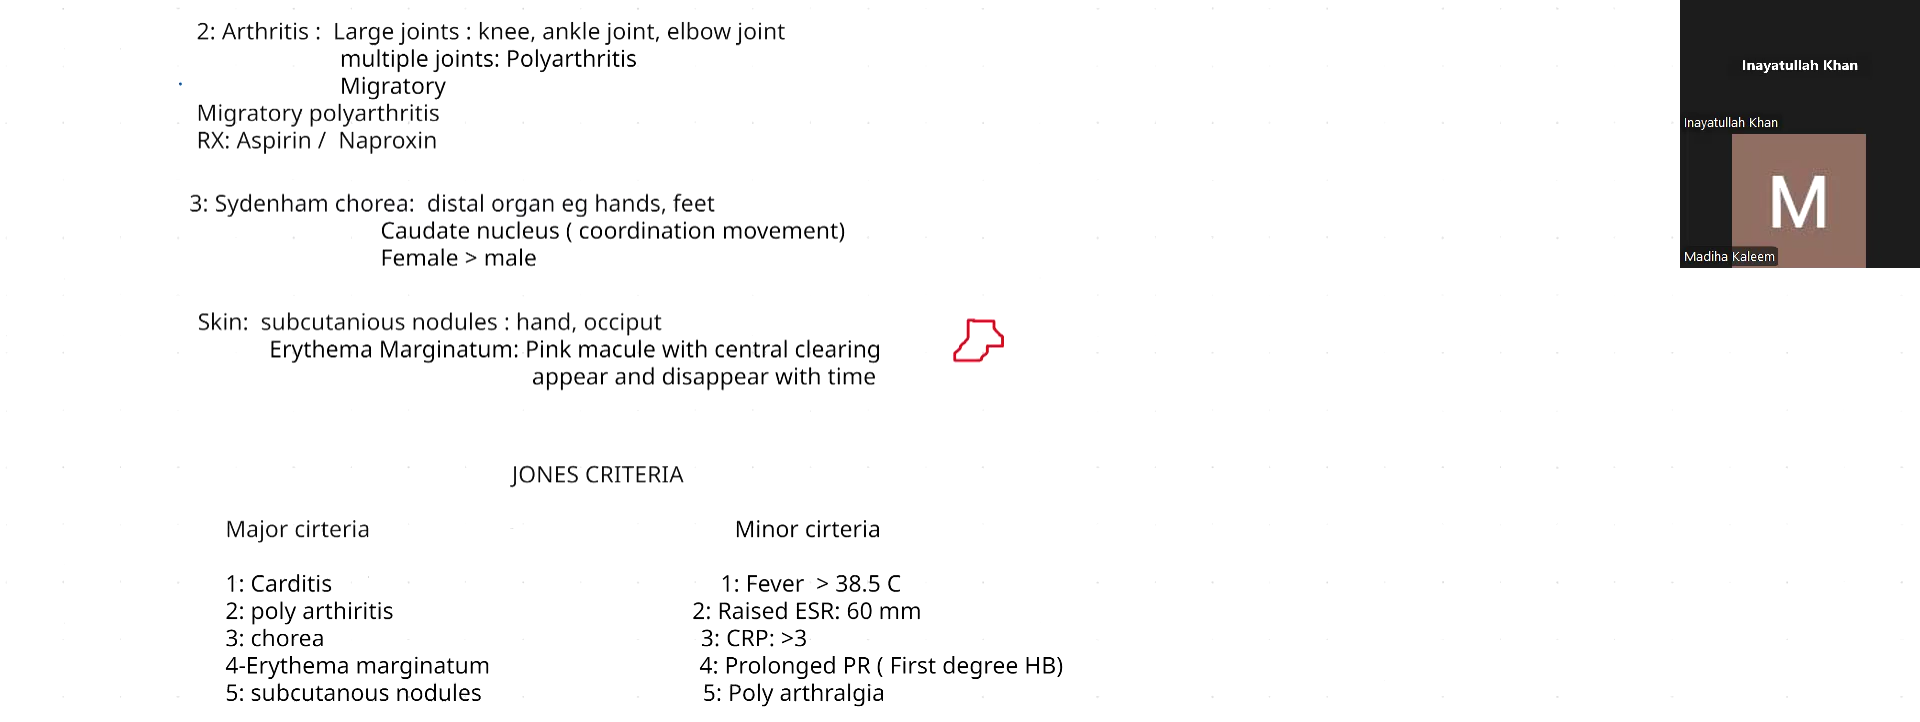 2: Arthritis :  Large joints : knee, ankle joint, elbow joint
multiple joints: Polyarthritis
Migratory
Migratory polyarthritis
RX: Aspirin /  Naproxin
3: Sydenham chorea:  distal organ eg hands, feet
Caudate nucleus ( coordination movement)
Female > male
Skin:  subcutanious nodules : hand, occiput
Erythema Marginatum: Pink macule with central clearing
appear and disappear with time
JONES CRITERIA
Major cirteria
1: Carditis
2: poly arthiritis
3: chorea
4-Erythema marginatum
5: subcutanous nodules
Minor cirteria
1: Fever  > 38.5 C
2: Raised ESR: 60 mm
3: CRP: >3
4: Prolonged PR ( First degree HB)
5: Poly arthralgia
Inayatullah Khan
Inayatullah Khan
M
Madiha Kaleem